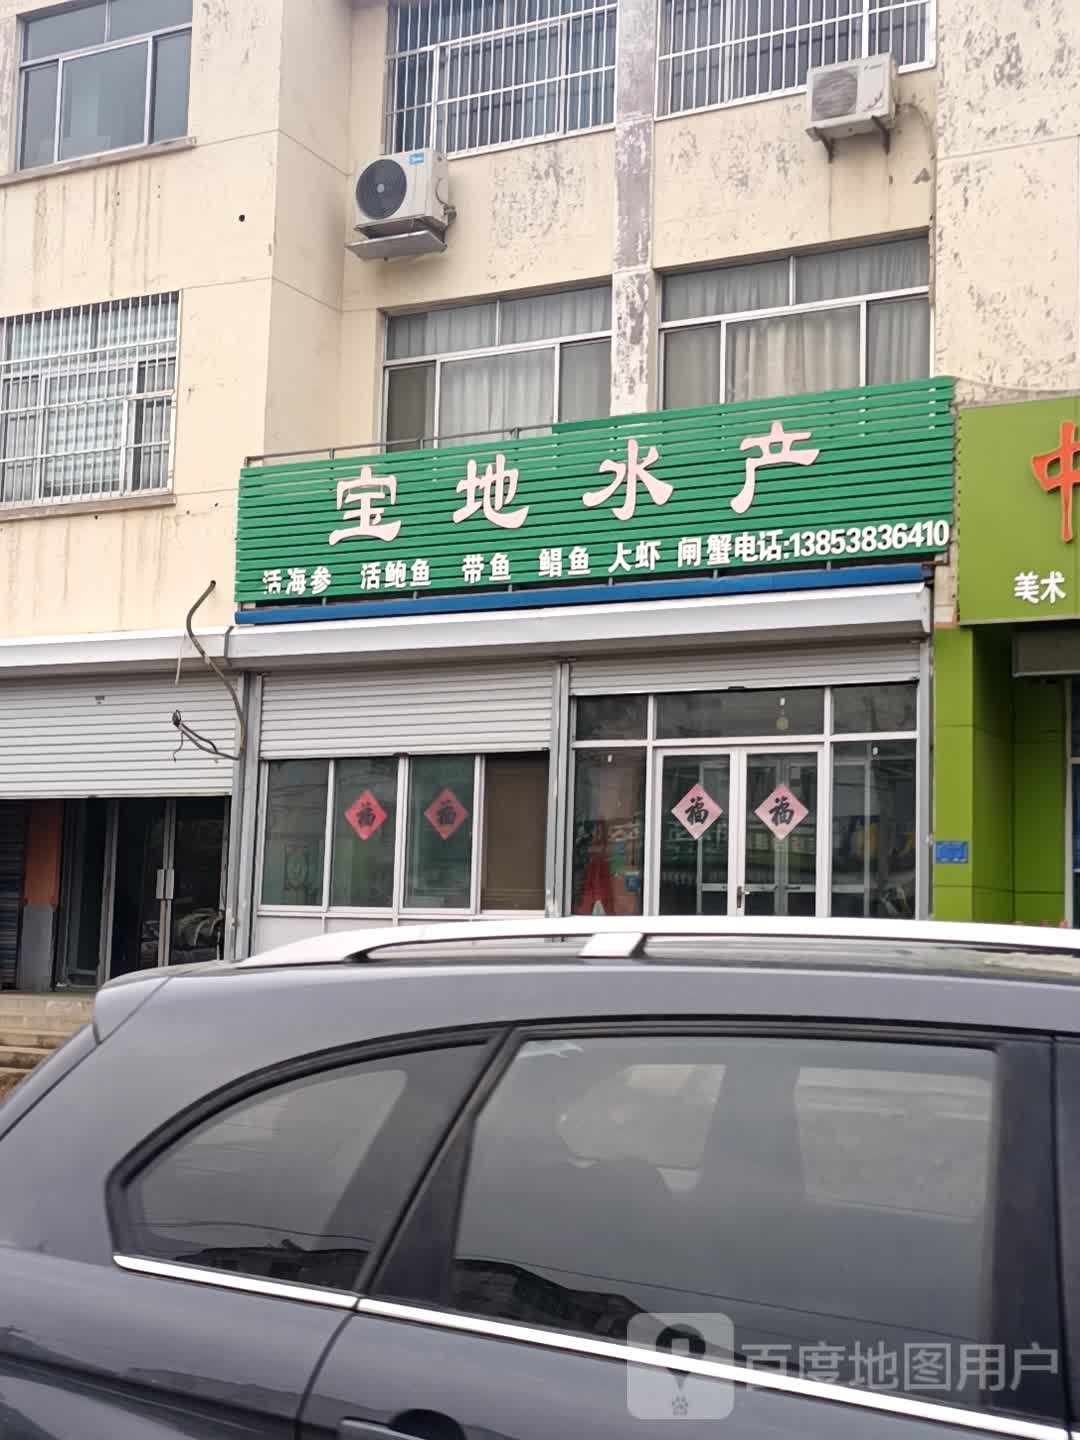 宝地水产
活海参 活鲍鱼 带鱼 鲳鱼 大虾 闸蟹电话:13853836410
中
美术
福
福
福
福
百度地图用户